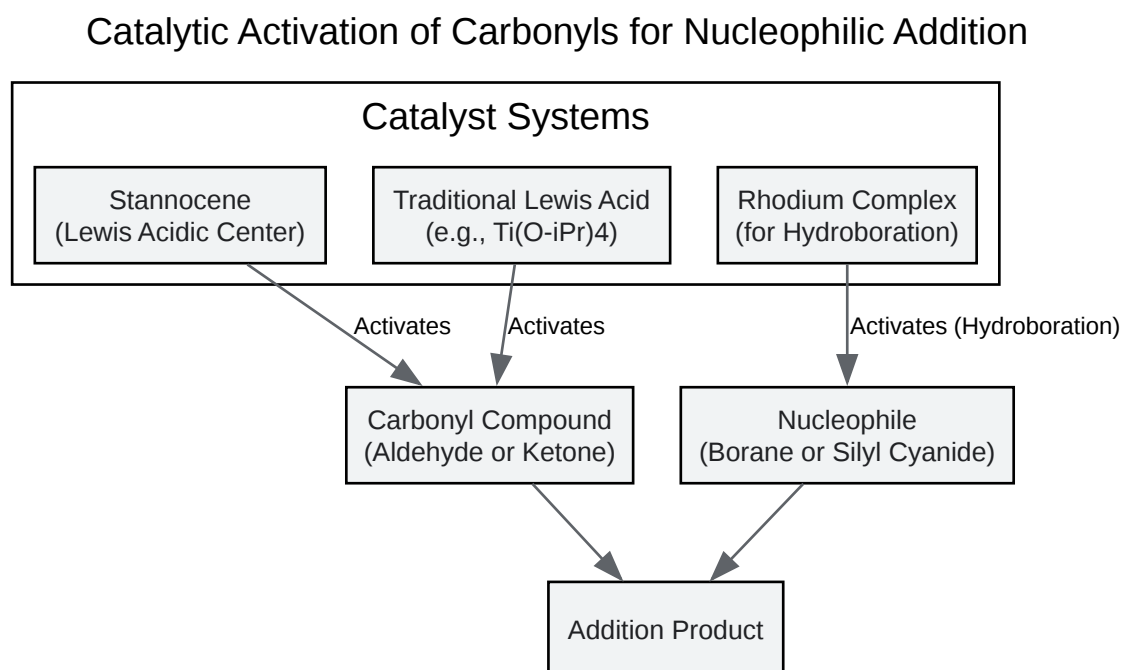 Catalytic Activation of Carbonyls for Nucleophilic Addition
Catalyst Systems
Stannocene
(Lewis Acidic Center)
Traditional Lewis Acid
(e.g., Ti(O-iPr)4)
Rhodium Complex
(for Hydroboration)
Activates
Activates
Activates (Hydroboration)
Carbonyl Compound
(Aldehyde or Ketone)
Nucleophile
(Borane or Silyl Cyanide)
Addition Product